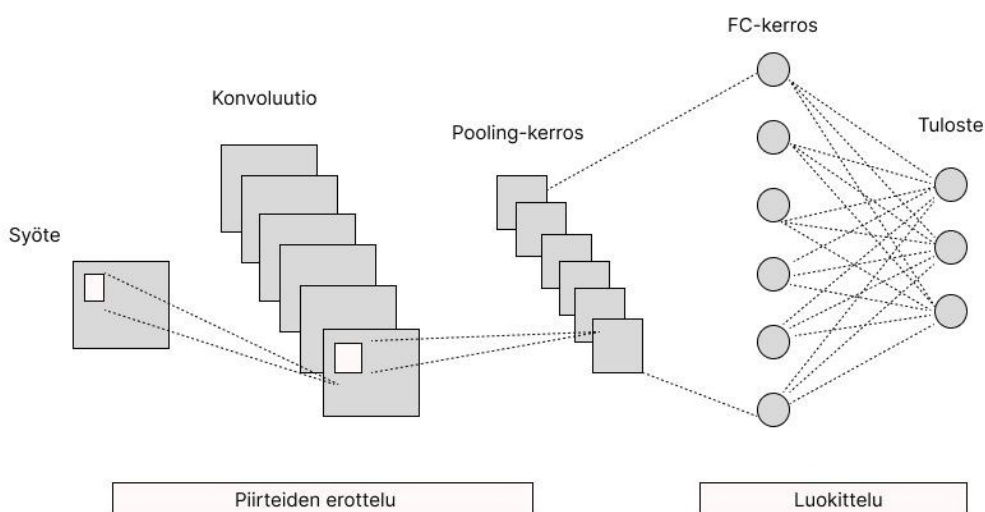 FC-kerros
Konvoluutio
Pooling-kerros
Tuloste
Syöte
Piirteiden erottelu
Luokittelu